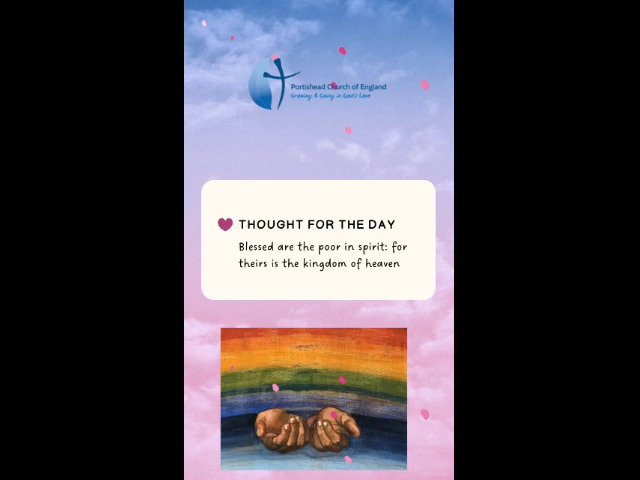 Portishead Church of England
Growing & Going in God's Love
THOUGHT FOR THE DAY
Blessed are the poor in spirit: for
theirs is the kingdom of heaven